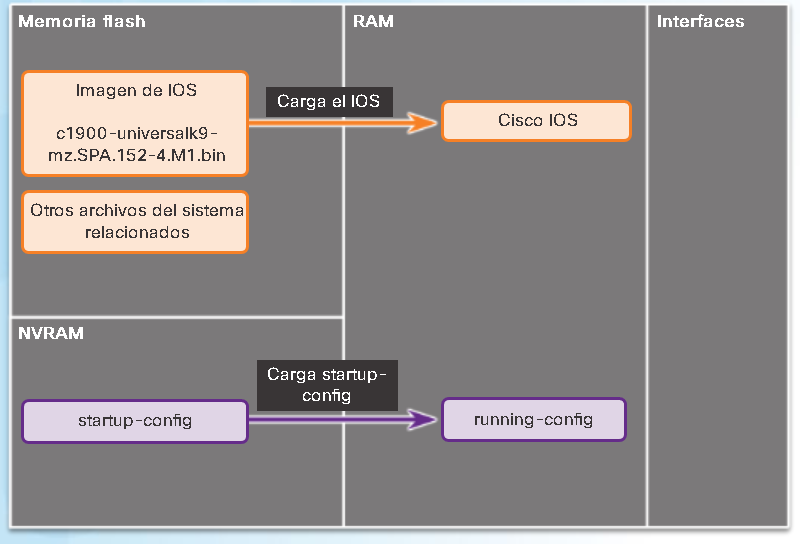 Memoria flash
RAM
Interfaces
Imagen de IOS
c1900-universalk9-
mz.SPA.152-4.M1.bin
Carga el IOS
Cisco IOS
Otros archivos del sistema
relacionados
NVRAM
Carga startup-
config
startup-config
running-config